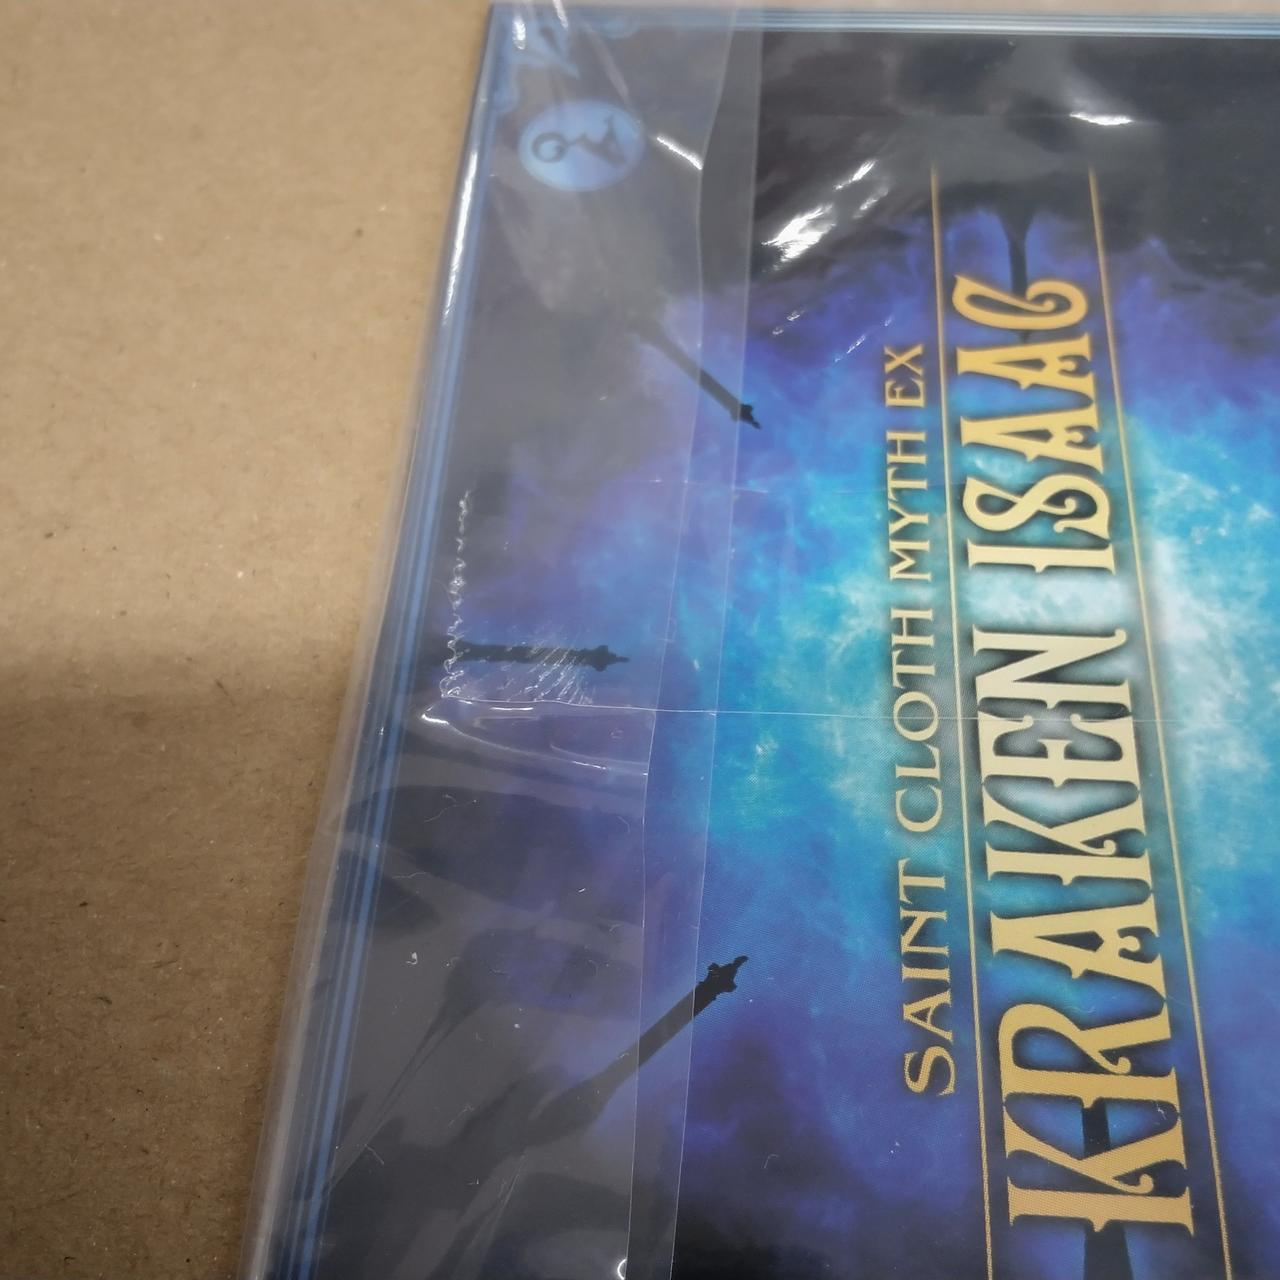 SAINT CLOTH MYTH EX
KRAKEN ISAAC